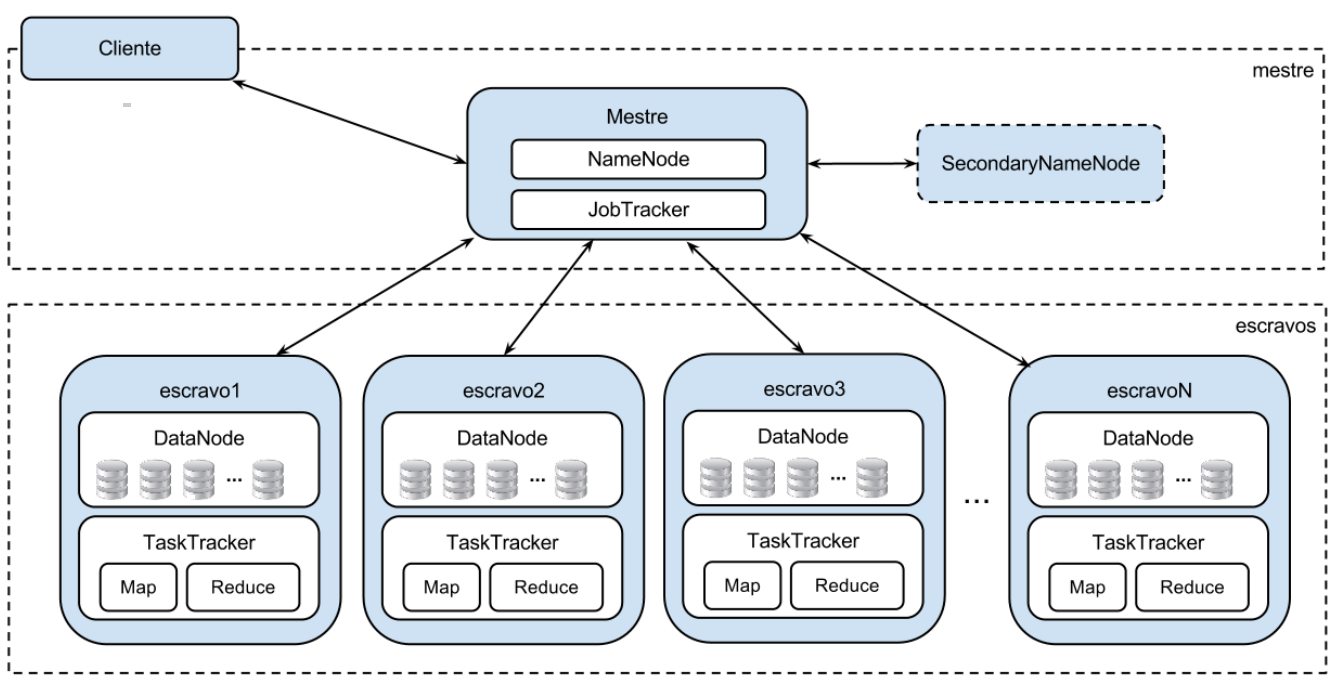 Cliente
mestre
Mestre
NameNode
SecondaryNameNode
JobTracker
escravos
escravo1
escravo2
escravo3
escravoN
DataNode
DataNode
DataNode
DataNode
...
...
...
...
...
TaskTracker
TaskTracker
TaskTracker
TaskTracker
Map
Reduce
Map
Reduce
Map
Reduce
Map
Reduce